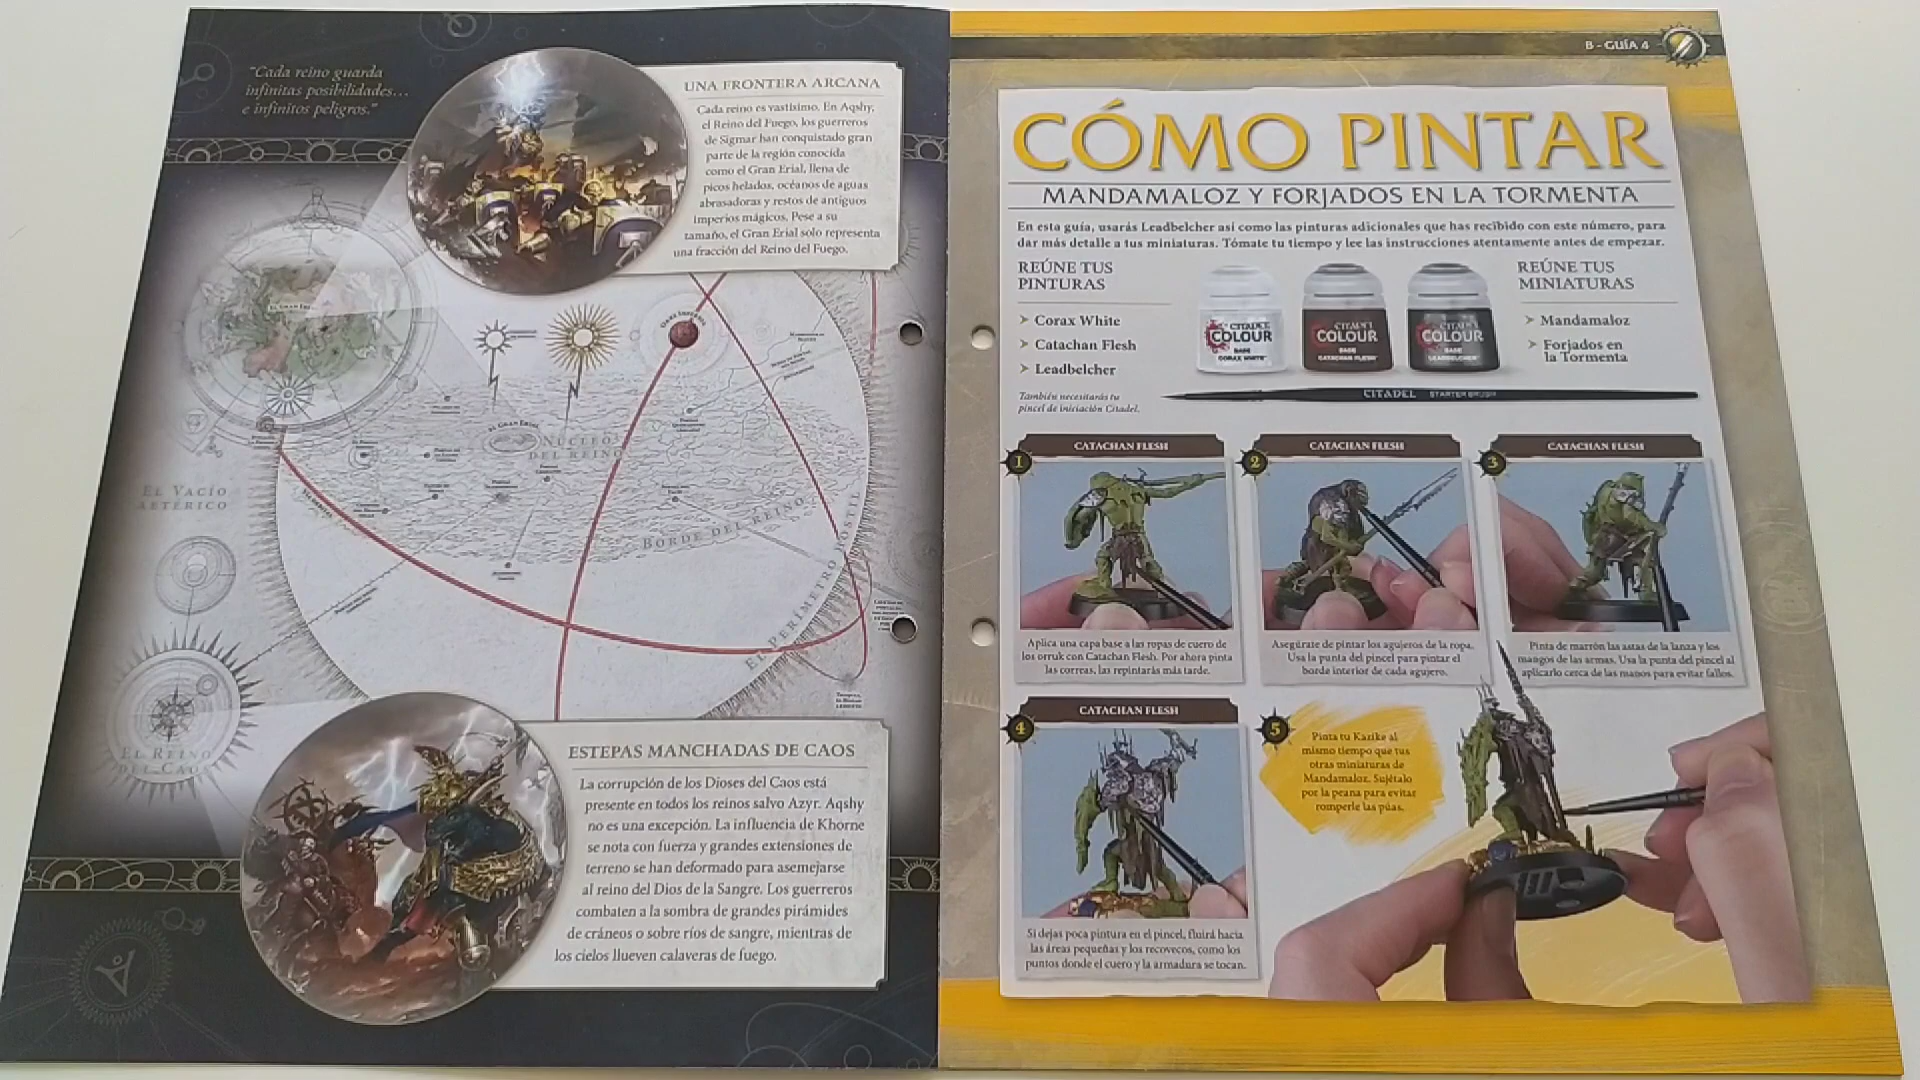 "Cada reino guarda
infinitas posibilidades...
e infinitos peligros."
UNA FRONTERA ARCANA
Cada reino es vastísimo. En Aqshy,
el Reino del Fuego, los guerreros
de Sigmar han conquistado gran
parte de la región conocida
como el Gran Erial, llena de
picos helados, océanos de aguas
abrasadoras y restos de antiguos
imperios mágicos. Pese a su
tamaño, el Gran Erial solo representa
una fracción del Reino del Fuego.
EL GRAN ERIAL
NÚCLEO
DEL REINO
EL VACÍO
AETÉRICO
BORDE DEL REINO
EL PERÍMETRO HOSTIL
EL REINO
DEL CAOS
ESTEPAS MANCHADAS DE CAOS
La corrupción de los Dioses del Caos está
presente en todos los reinos salvo Azyr. Aqshy
no es una excepción. La influencia de Khorne
se nota con fuerza y grandes extensiones de
terreno se han deformado para asemejarse
al reino del Dios de la Sangre. Los guerreros
combaten a la sombra de grandes pirámides
de cráneos o sobre ríos de sangre, mientras de
los cielos llueven calaveras de fuego.
B - GUÍA 4
CÓMO PINTAR
MANDAMALOZ Y FORJADOS EN LA TORMENTA
En esta guía, usarás Leadbelcher así como las pinturas adicionales que has recibido con este número, para
dar más detalle a tus miniaturas. Tómate tu tiempo y lee las instrucciones atentamente antes de empezar.
REÚNE TUS
PINTURAS
Corax White
Catachan Flesh
Leadbelcher
También necesitarás tu
pincel de iniciación Citadel.
CITADEL
COLOUR
BASE
CORAX WHITE
CITADEL
COLOUR
BASE
CATACHAN FLESH
CITADEL
COLOUR
BASE
LEADBELCHER
REÚNE TUS
MINIATURAS
Mandamaloz
Forjados en
la Tormenta
CITADEL STARTER BRUSH
1
CATACHAN FLESH
Aplica una capa base a las ropas de cuero de
los orruk con Catachan Flesh. Por ahora pinta
las correas, las repintarás más tarde.
2
CATACHAN FLESH
Asegúrate de pintar los agujeros de la ropa.
Usa la punta del pincel para pintar el
borde interior de cada agujero.
3
CATACHAN FLESH
Pinta de marrón las astas de la lanza y los
mangos de las armas. Usa la punta del pincel al
aplicarlo cerca de las manos para evitar fallos.
4
CATACHAN FLESH
Si dejas poca pintura en el pincel, fluirá hacia
las áreas pequeñas y los recovecos, como los
puntos donde el cuero y la armadura se tocan.
5
Pinta tu Kazike al
mismo tiempo que tus
otras miniaturas de
Mandamaloz. Sujétalo
por la peana para evitar
romperle las púas.